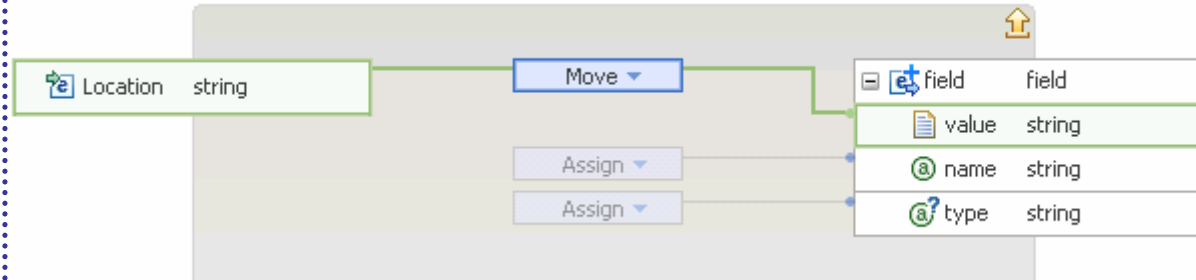 Location string
Move
field field
value string
Assign
name string
Assign
type string